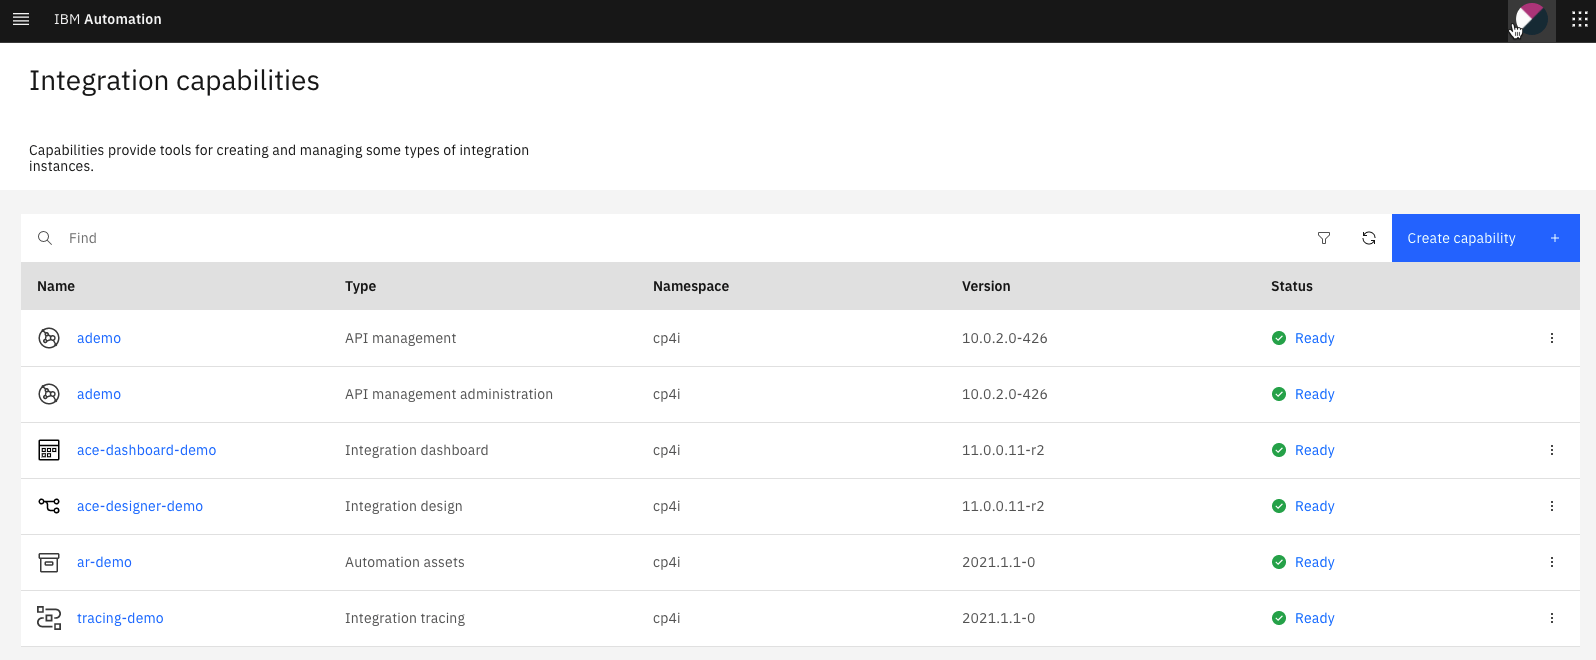 IBM Automation
Integration capabilities
Capabilities provide tools for creating and managing some types of integration
instances.
Find
Create capability +
Name Type Namespace Version Status
ademo API management cp4i 10.0.2.0-426 Ready
ademo API management administration cp4i 10.0.2.0-426 Ready
ace-dashboard-demo Integration dashboard cp4i 11.0.0.11-r2 Ready
ace-designer-demo Integration design cp4i 11.0.0.11-r2 Ready
ar-demo Automation assets cp4i 2021.1.1-0 Ready
tracing-demo Integration tracing cp4i 2021.1.1-0 Ready